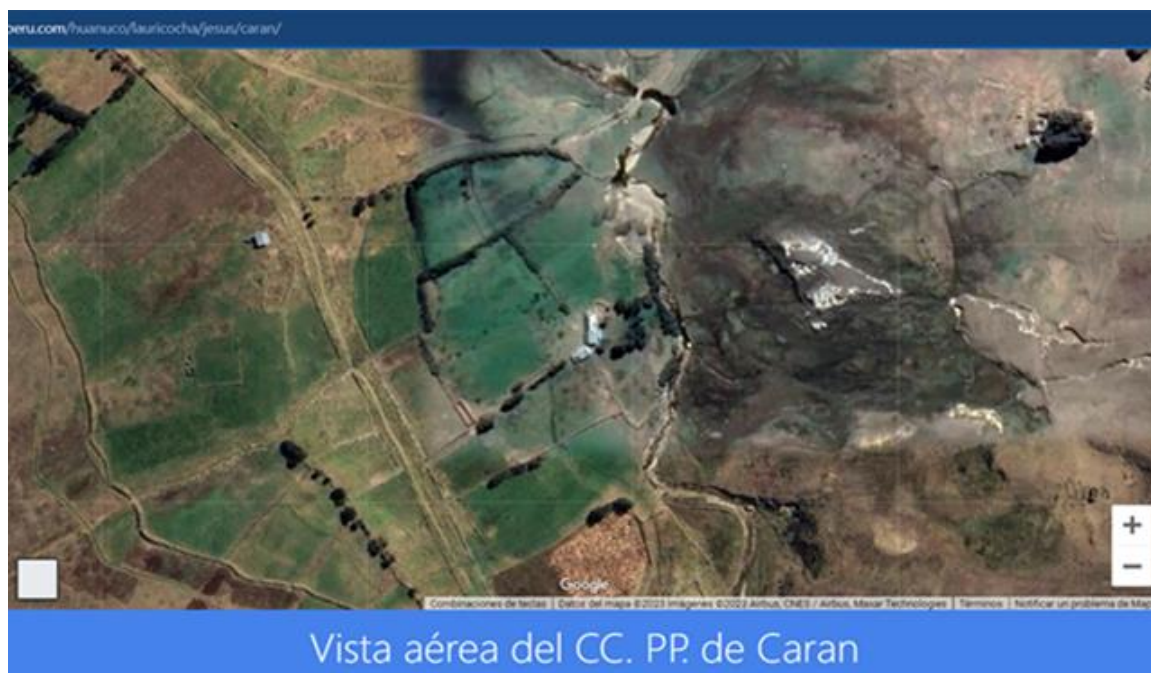 peru.com/huanuco/lauricocha/jesus/caran/
Google
Combinaciones de teclas | Datos del mapa ©2023 Imágenes ©2023 Airbus, CNES / Airbus, Maxar Technologies | Términos | Notificar un problema de Map
Vista aérea del CC. PP. de Caran